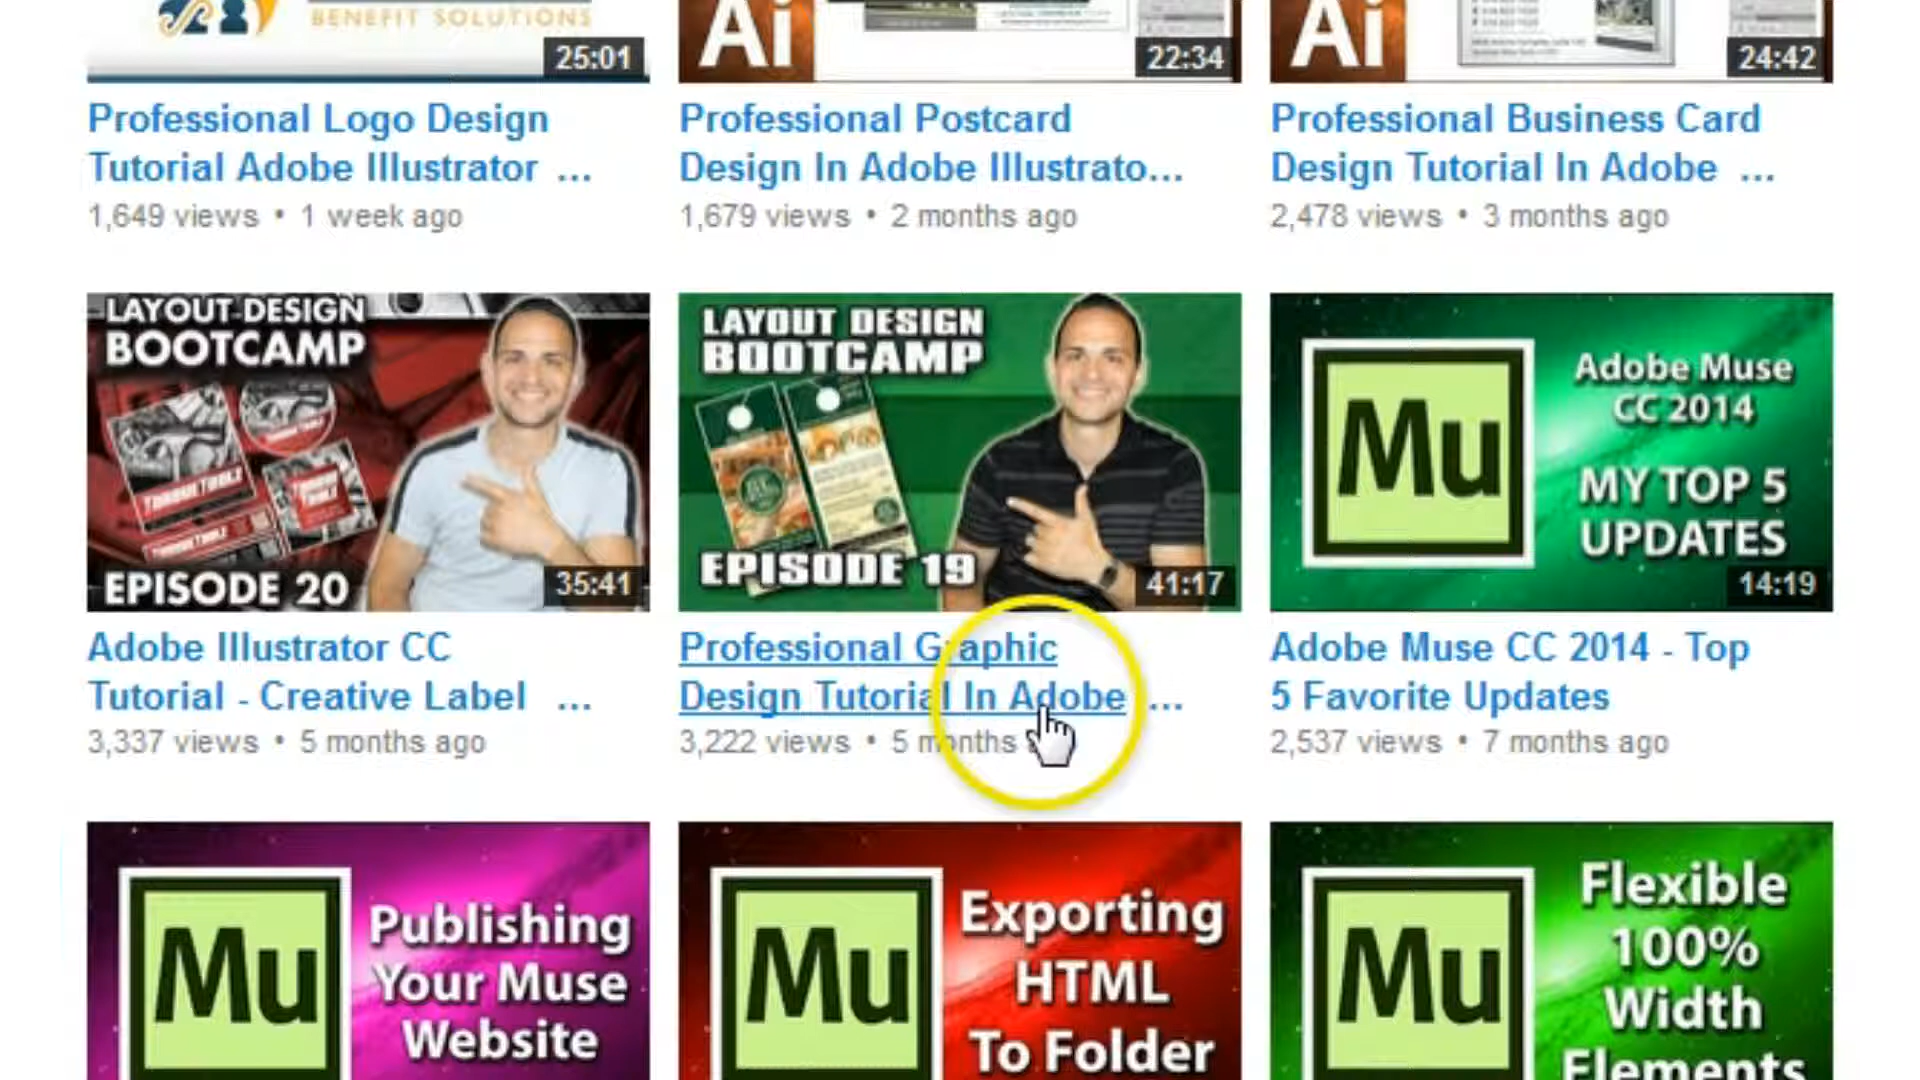 BENEFIT SOLUTIONS
25:01
Ai
22:34
Ai
24:42
Professional Logo Design
Tutorial Adobe Illustrator ...
1,649 views • 1 week ago
Professional Postcard
Design In Adobe Illustrato...
1,679 views • 2 months ago
Professional Business Card
Design Tutorial In Adobe ...
2,478 views • 3 months ago
LAYOUT DESIGN
BOOTCAMP
EPISODE 20
35:41
LAYOUT DESIGN
BOOTCAMP
EPISODE 19
41:17
Mu
Adobe Muse
CC 2014
MY TOP 5
UPDATES
14:19
Adobe Illustrator CC
Tutorial - Creative Label ...
3,337 views • 5 months ago
Professional Graphic
Design Tutorial In Adobe ...
3,222 views • 5 months
Adobe Muse CC 2014 - Top
5 Favorite Updates
2,537 views • 7 months ago
Mu
Publishing
Your Muse
Website
Mu
Exporting
HTML
To Folder
Mu
Flexible
100%
Width
Elements